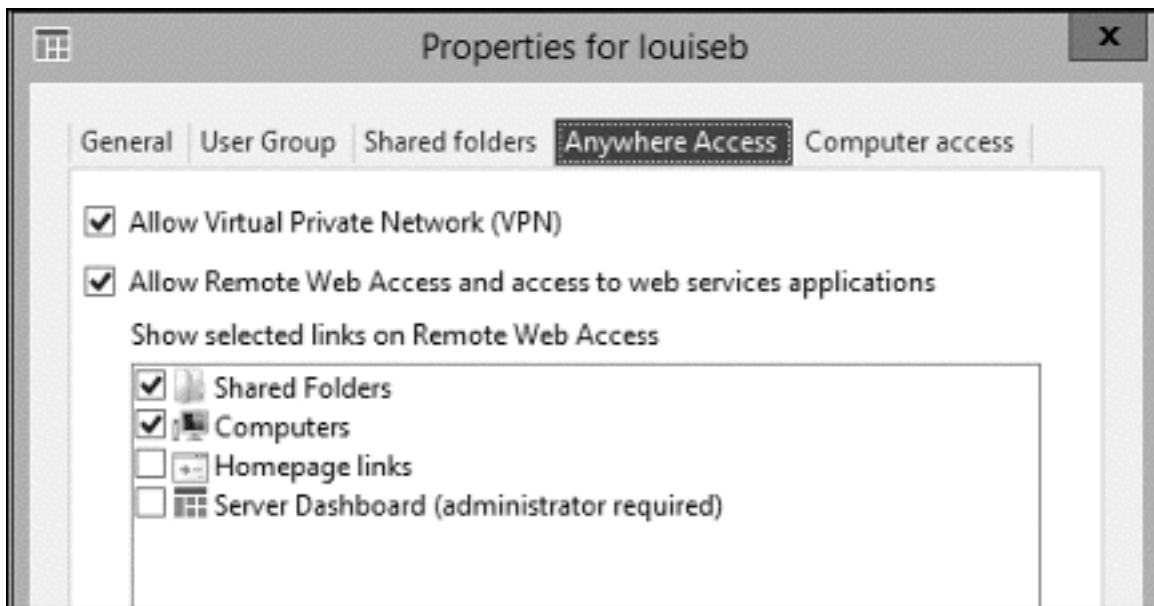 Properties for louiseb
x
General User Group Shared folders Anywhere Access Computer access
Allow Virtual Private Network (VPN)
Allow Remote Web Access and access to web services applications
Show selected links on Remote Web Access
Shared Folders
Computers
Homepage links
Server Dashboard (administrator required)